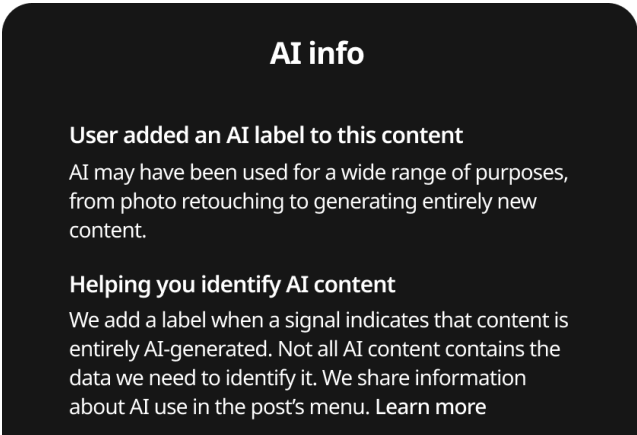 AI info
User added an AI label to this content
AI may have been used for a wide range of purposes,
from photo retouching to generating entirely new
content.
Helping you identify AI content
We add a label when a signal indicates that content is
entirely AI-generated. Not all AI content contains the
data we need to identify it. We share information
about AI use in the post’s menu. Learn more